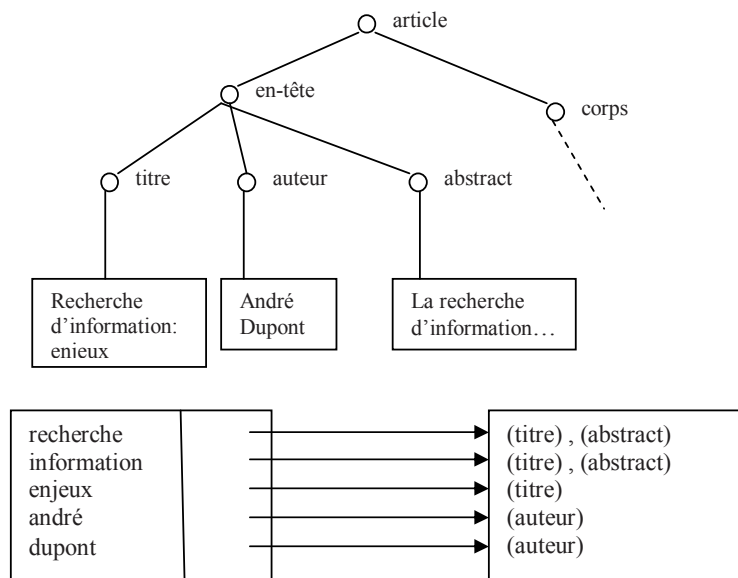 article
en-tête
corps
titre
auteur
abstract
Recherche
d'information:
enieux
André
Dupont
La recherche
d'information…
recherche
(titre) , (abstract)
information
(titre) , (abstract)
enjeux
(titre)
andré
(auteur)
dupont
(auteur)